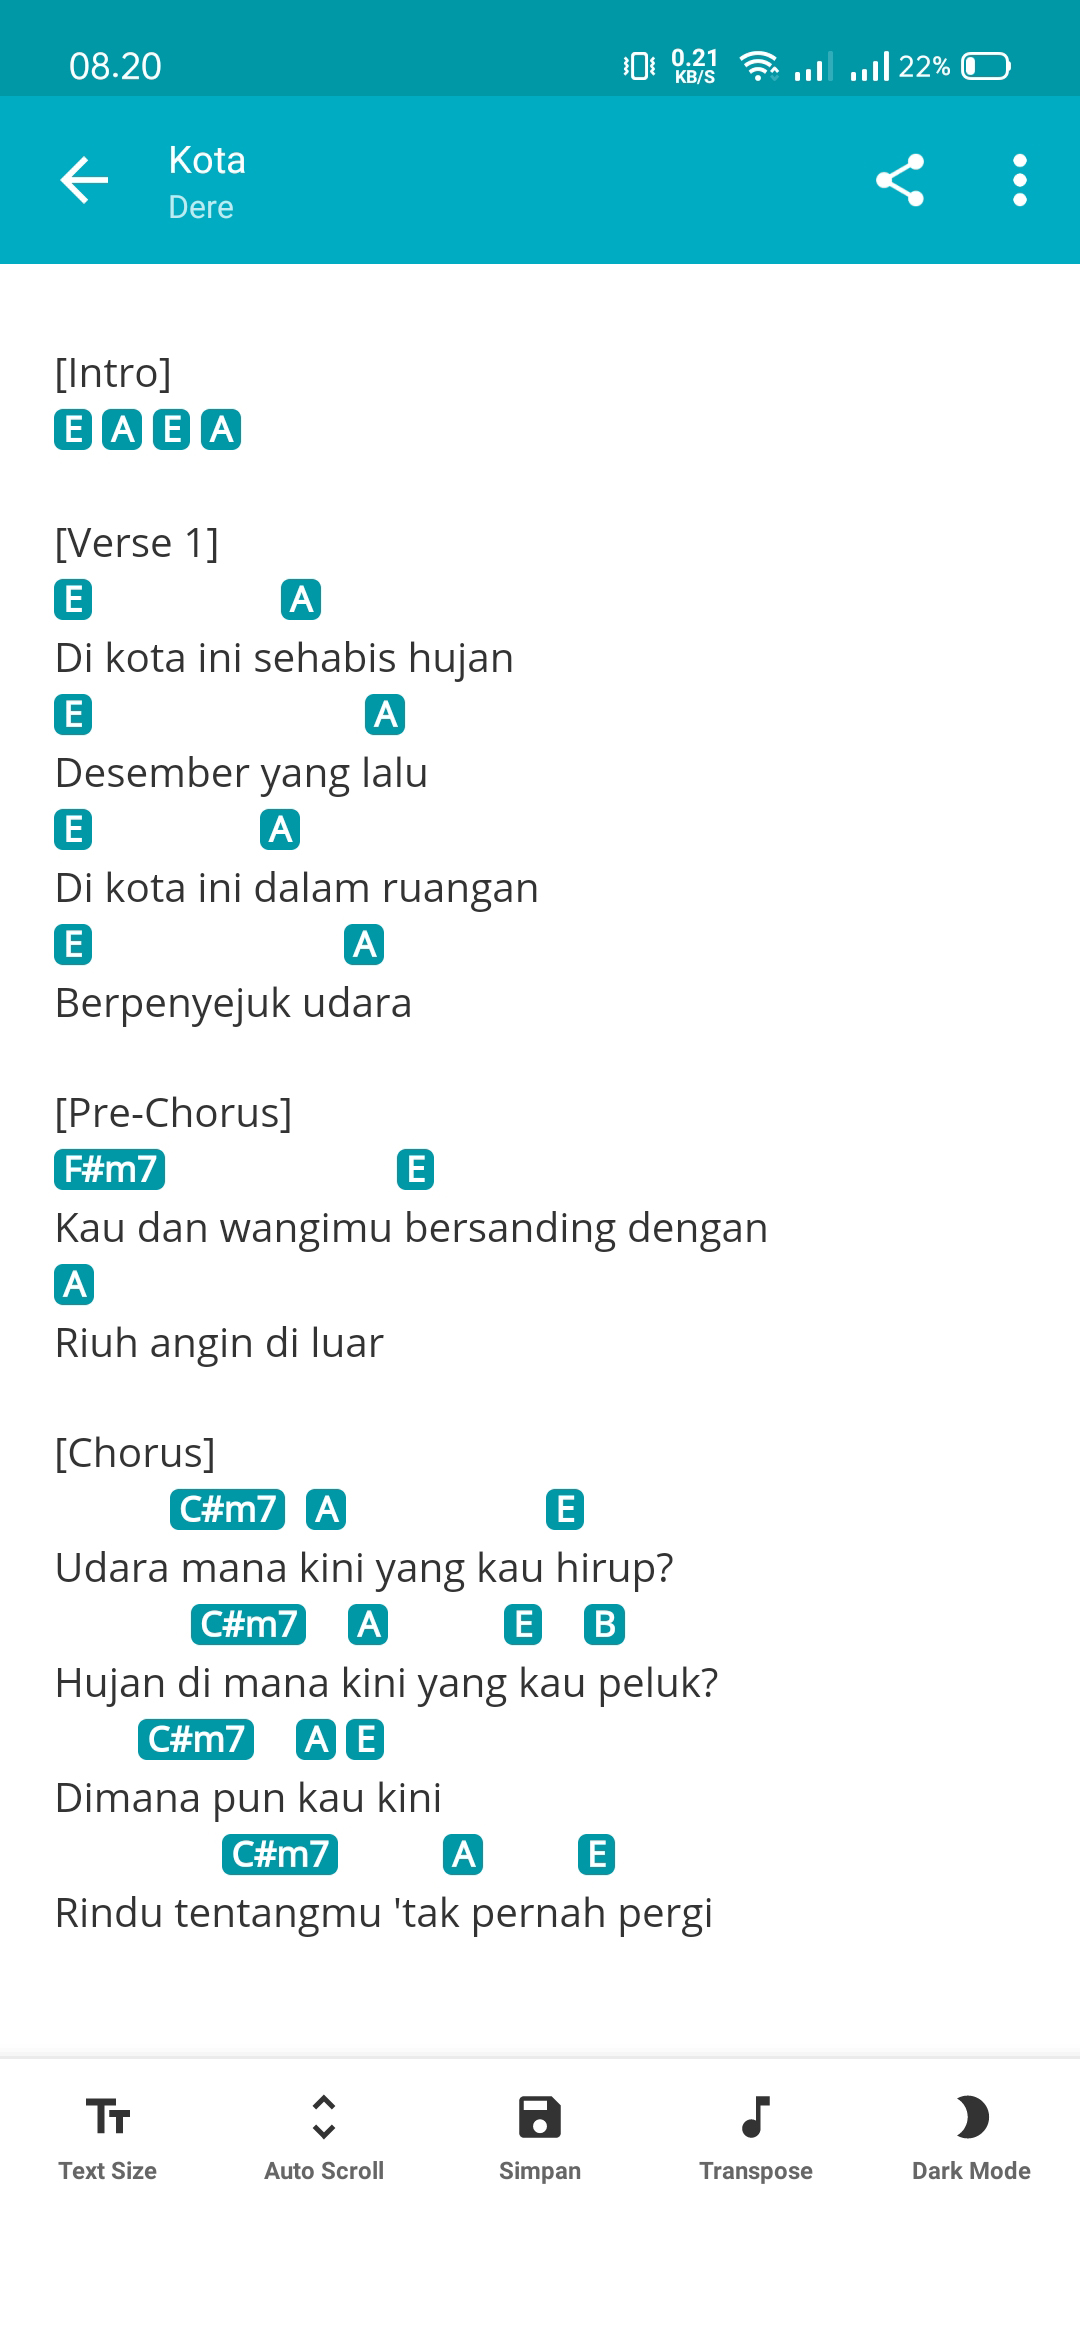 08.20 0.21 KB/S 22%
Kota
Dere
[Intro]
E A E A
[Verse 1]
E A
Di kota ini sehabis hujan
E A
Desember yang lalu
E A
Di kota ini dalam ruangan
E A
Berpenyejuk udara
[Pre-Chorus]
F#m7 E
Kau dan wangimu bersanding dengan
A
Riuh angin di luar
[Chorus]
C#m7 A E
Udara mana kini yang kau hirup?
C#m7 A E B
Hujan di mana kini yang kau peluk?
C#m7 A E
Dimana pun kau kini
C#m7 A E
Rindu tentangmu 'tak pernah pergi
Text Size Auto Scroll Simpan Transpose Dark Mode